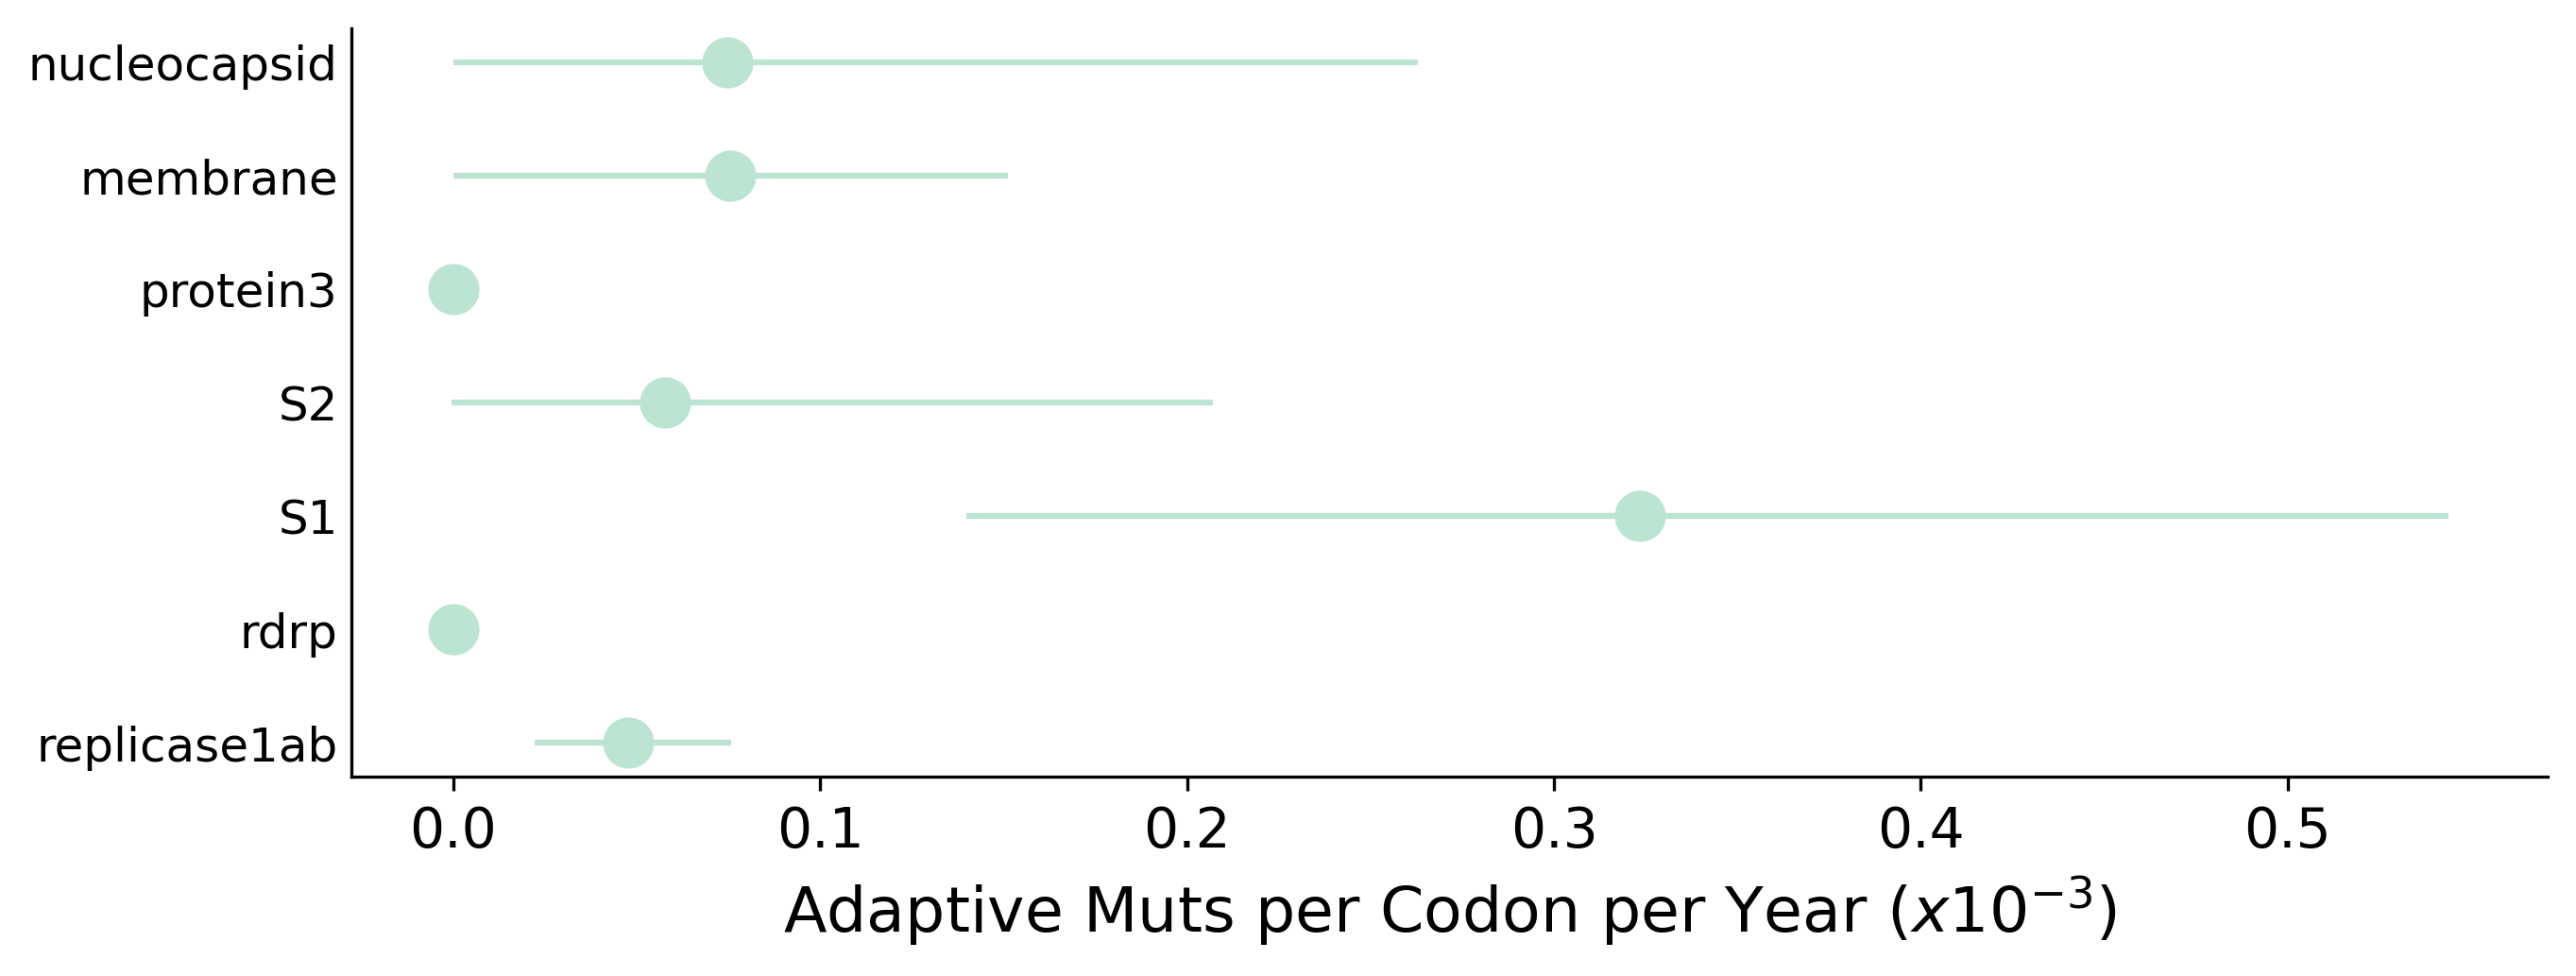 nucleocapsid
membrane
protein3
S2
S1
rdrp
replicase1ab
0.0 0.1 0.2 0.3 0.4 0.5
Adaptive Muts per Codon per Year (x10⁻³)